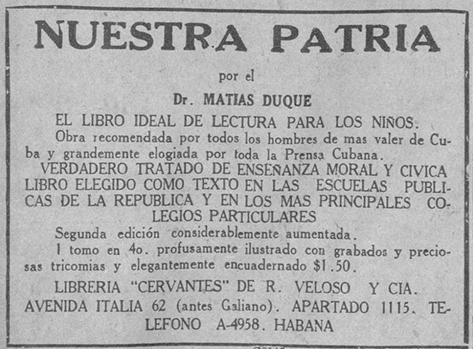 NUESTRA PATRIA
por el
Dr. MATIAS DUQUE
EL LIBRO IDEAL DE LECTURA PARA LOS NIÑOS.
Obra recomendada por todos los hombres de mas valer de Cu-
ba y grandemente elogiada por toda la Prensa Cubana.
VERDADERO TRATADO DE ENSEÑANZA MORAL Y CIVICA
LIBRO ELEGIDO COMO TEXTO EN LAS ESCUELAS PUBLI-
CAS DE LA REPUBLICA Y EN LOS MAS PRINCIPALES CO-
LEGIOS PARTICULARES
Segunda edición considerablemente aumentada.
1 tomo en 4o. profusamente ilustrado con grabados y precio-
sas tricomias y elegantemente encuadernado $1.50.
LIBRERIA "CERVANTES" DE R. VELOSO Y CIA.
AVENIDA ITALIA 62 (antes Galiano). APARTADO 1115. TE-
LEFONO A-4958. HABANA